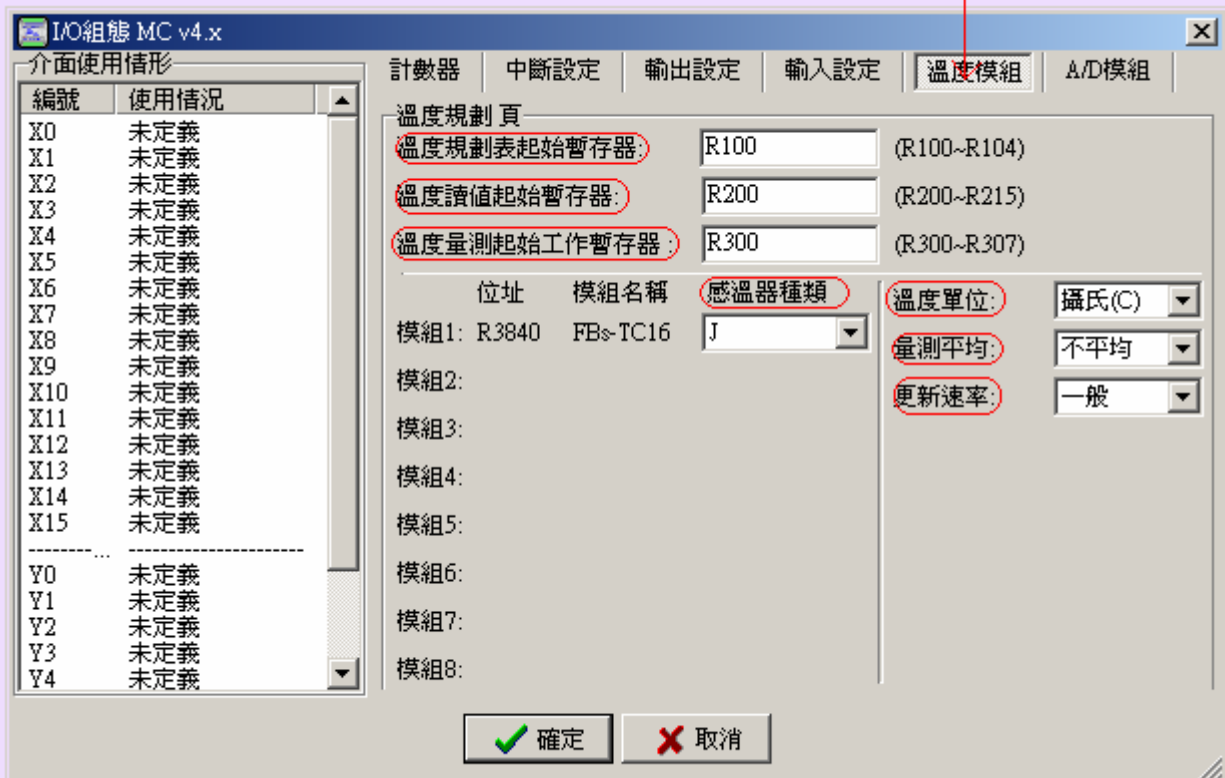 I/O組態 MC v4.x
介面使用情形
編號 使用情況
X0 未定義
X1 未定義
X2 未定義
X3 未定義
X4 未定義
X5 未定義
X6 未定義
X7 未定義
X8 未定義
X9 未定義
X10 未定義
X11 未定義
X12 未定義
X13 未定義
X14 未定義
X15 未定義
--------... ----------------------
Y0 未定義
Y1 未定義
Y2 未定義
Y3 未定義
Y4 未定義
計數器 中斷設定 輸出設定 輸入設定 溫度模組 A/D模組
溫度規劃 頁
溫度規劃表起始暫存器: R100 (R100~R104)
溫度讀值起始暫存器: R200 (R200~R215)
溫度量測起始工作暫存器 : R300 (R300~R307)
位址 模組名稱 感溫器種類
模組1: R3840 FBs-TC16 J
模組2:
模組3:
模組4:
模組5:
模組6:
模組7:
模組8:
溫度單位: 攝氏(C)
量測平均: 不平均
更新速率: 一般
確定 取消